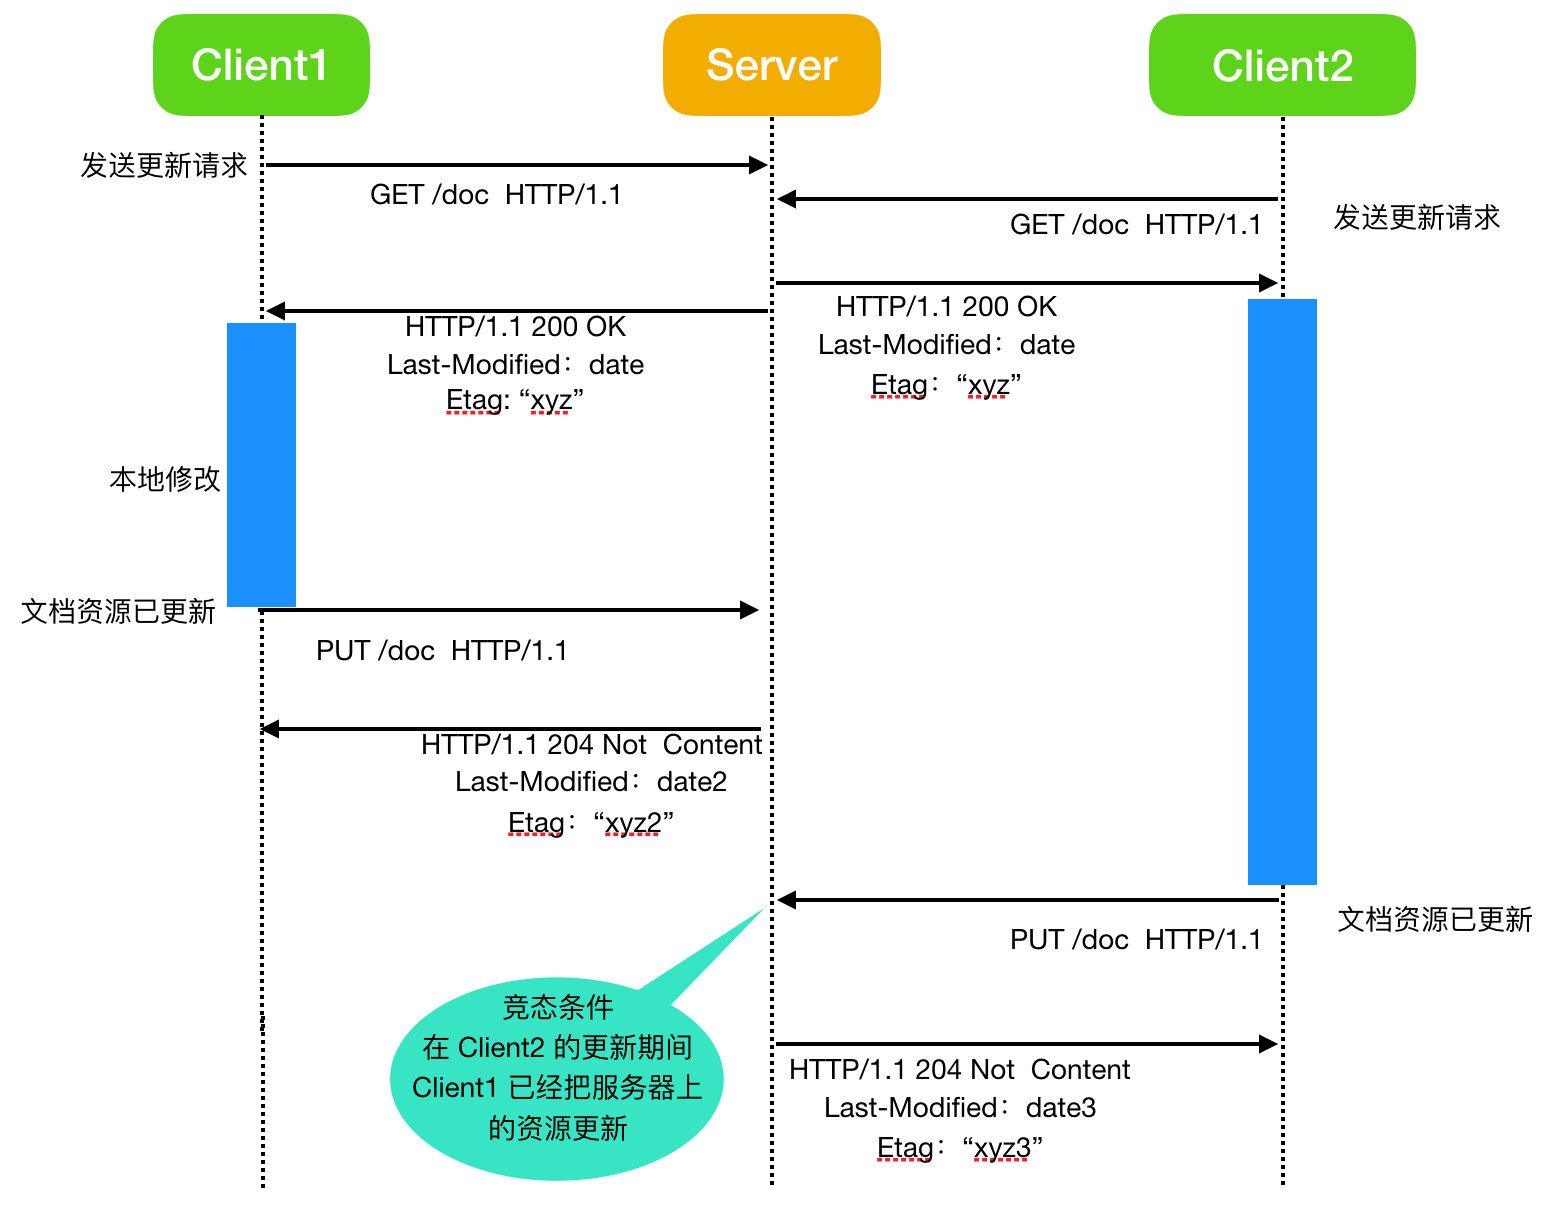 Client1
Server
Client2
发送更新请求
GET /doc  HTTP/1.1
GET /doc  HTTP/1.1
发送更新请求
HTTP/1.1 200 OK
Last-Modified：date
Etag: “xyz”
HTTP/1.1 200 OK
Last-Modified：date
Etag：“xyz”
本地修改
文档资源已更新
PUT /doc  HTTP/1.1
HTTP/1.1 204 Not  Content
Last-Modified：date2
Etag：“xyz2”
PUT /doc  HTTP/1.1
文档资源已更新
竞态条件
在 Client2 的更新期间
Client1 已经把服务器上
的资源更新
HTTP/1.1 204 Not  Content
Last-Modified：date3
Etag：“xyz3”